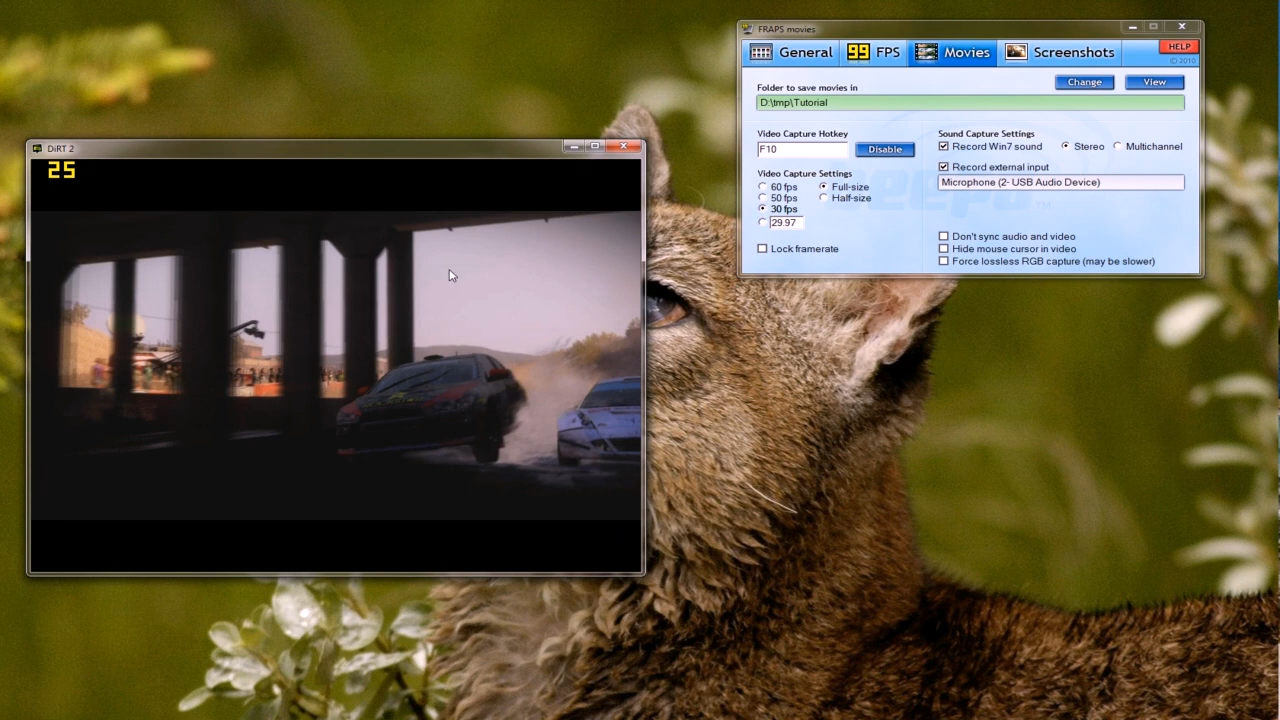 FRAPS movies
General
99 FPS
Movies
Screenshots
HELP
© 2010
Folder to save movies in
Change
View
D:\tmp\Tutorial
Video Capture Hotkey
F10
Disable
Sound Capture Settings
Record Win7 sound
Stereo
Multichannel
Record external input
Microphone (2- USB Audio Device)
Video Capture Settings
60 fps
50 fps
30 fps
29.97
Full-size
Half-size
Lock framerate
Don't sync audio and video
Hide mouse cursor in video
Force lossless RGB capture (may be slower)
DiRT 2
25